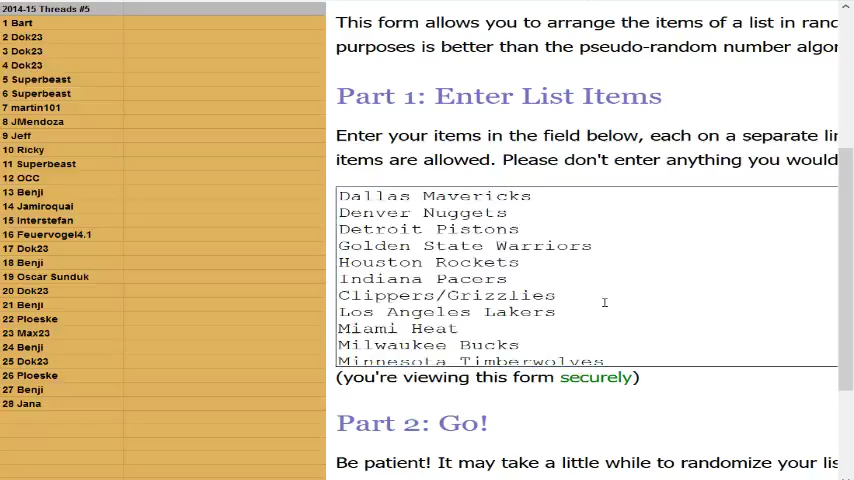 2014-15 Threads #5
1 Bart
2 Dok23
3 Dok23
4 Dok23
5 Superbeast
6 Superbeast
7 martin101
8 JMendoza
9 Jeff
10 Ricky
11 Superbeast
12 OCC
13 Benji
14 Jamiroquai
15 Interstefan
16 Feuervogel4.1
17 Dok23
18 Benji
19 Oscar Sunduk
20 Dok23
21 Benji
22 Ploeske
23 Max23
24 Benji
25 Dok23
26 Ploeske
27 Benji
28 Jana
This form allows you to arrange the items of a list in ran
purposes is better than the pseudo-random number algo
Part 1: Enter List Items
Enter your items in the field below, each on a separate li
items are allowed. Please don't enter anything you would
Dallas Mavericks
Denver Nuggets
Detroit Pistons
Golden State Warriors
Houston Rockets
Indiana Pacers
Clippers/Grizzlies
Los Angeles Lakers
Miami Heat
Milwaukee Bucks
Minnesota Timberwolves
(you're viewing this form securely)
Part 2: Go!
Be patient! It may take a little while to randomize your lis